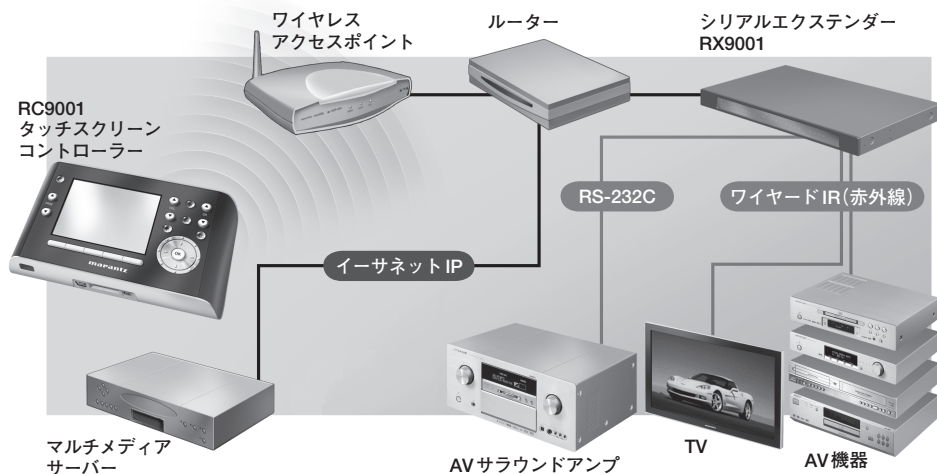 ワイヤレス
アクセスポイント
ルーター
シリアルエクステンダー
RX9001
RC9001
タッチスクリーン
コントローラー
RS-232C
ワイヤードIR(赤外線)
OK
marantz
イーサネットIP
マルチメディア
サーバー
AVサラウンドアンプ
TV
AV機器